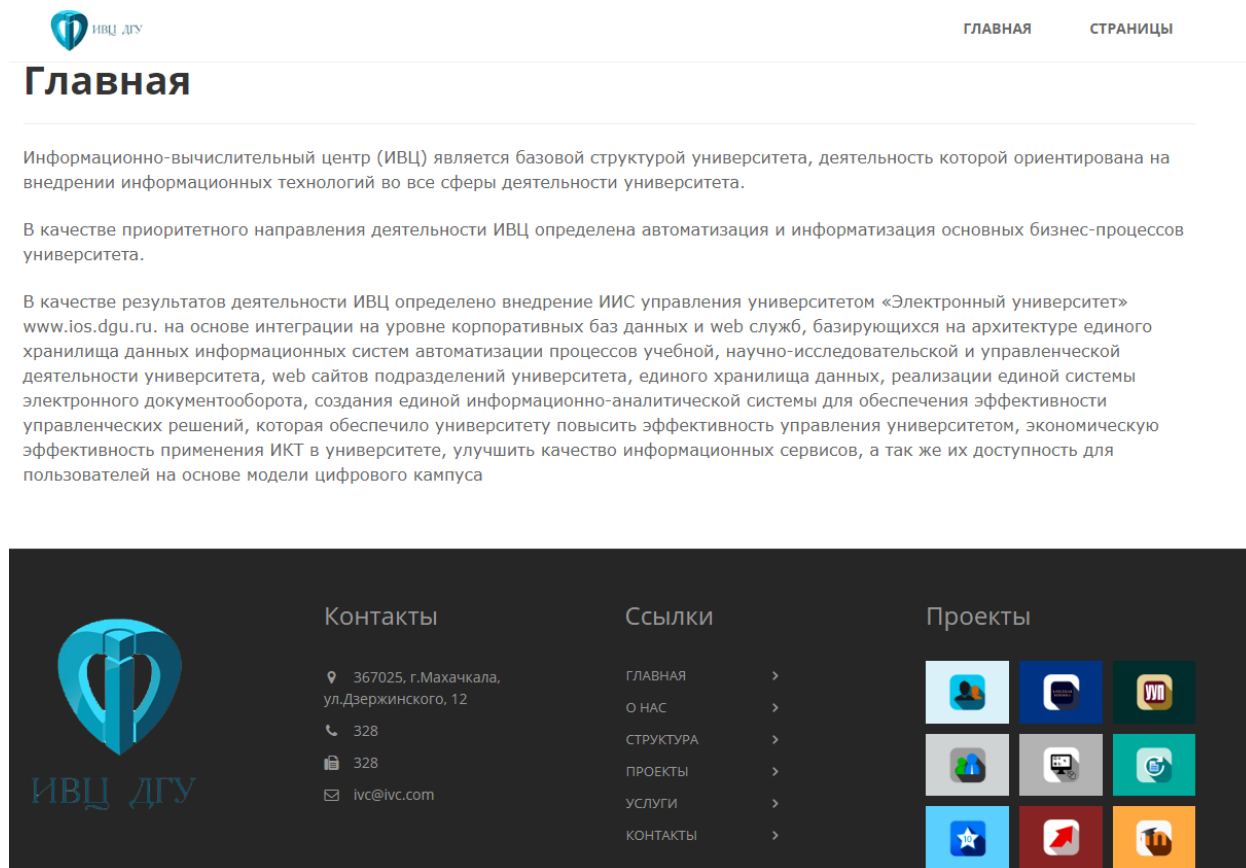 ИВЦ ДГУ
ГЛАВНАЯ СТРАНИЦЫ
Главная
Информационно-вычислительный центр (ИВЦ) является базовой структурой университета, деятельность которой ориентирована на
внедрении информационных технологий во все сферы деятельности университета.
В качестве приоритетного направления деятельности ИВЦ определена автоматизация и информатизация основных бизнес-процессов
университета.
В качестве результатов деятельности ИВЦ определено внедрение ИИС управления университетом «Электронный университет»
www.ios.dgu.ru. на основе интеграции на уровне корпоративных баз данных и web служб, базирующихся на архитектуре единого
хранилища данных информационных систем автоматизации процессов учебной, научно-исследовательской и управленческой
деятельности университета, web сайтов подразделений университета, единого хранилища данных, реализации единой системы
электронного документооборота, создания единой информационно-аналитической системы для обеспечения эффективности
управленческих решений, которая обеспечило университету повысить эффективность управления университетом, экономическую
эффективность применения ИКТ в университете, улучшить качество информационных сервисов, а так же их доступность для
пользователей на основе модели цифрового кампуса
ИВЦ ДГУ
Контакты
367025, г.Махачкала,
ул.Дзержинского, 12
328
328
ivc@ivc.com
Ссылки
ГЛАВНАЯ
О НАС
СТРУКТУРА
ПРОЕКТЫ
УСЛУГИ
КОНТАКТЫ
Проекты
УУП
10
m